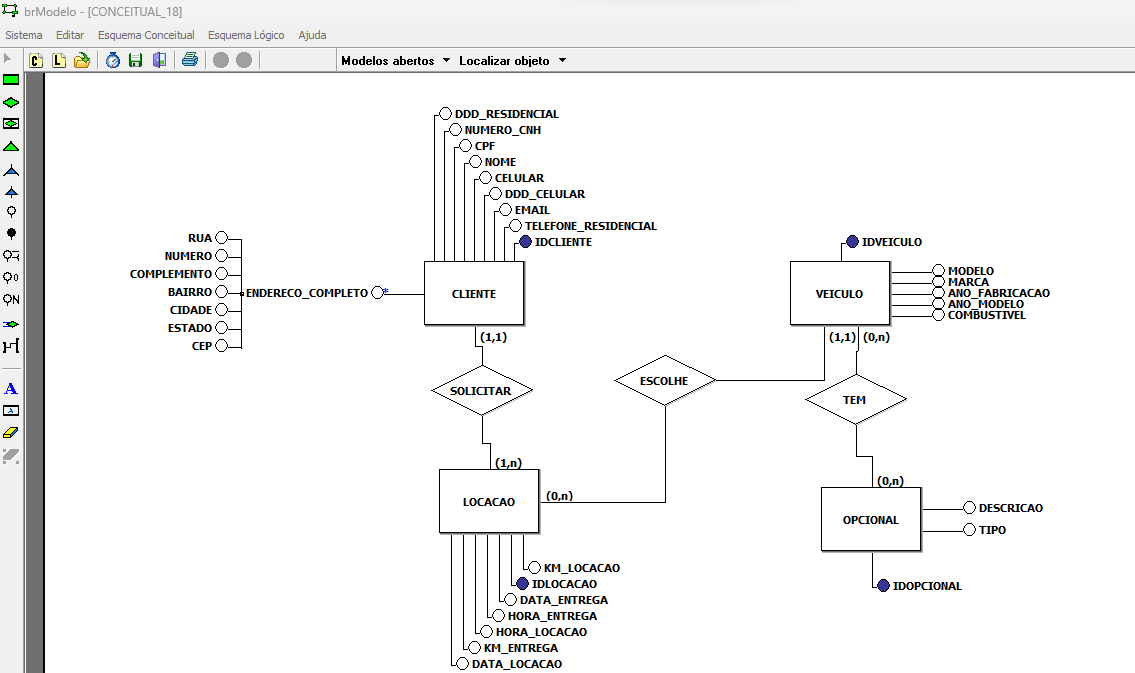 brModelo - [CONCEITUAL_18]
Sistema Editar Esquema Conceitual Esquema Lógico Ajuda
C L Modelos abertos Localizar objeto
DDD_RESIDENCIAL
NUMERO_CNH
CPF
NOME
CELULAR
DDD_CELULAR
EMAIL
TELEFONE_RESIDENCIAL
IDCLIENTE
RUA
NUMERO
COMPLEMENTO
BAIRRO
CIDADE
ESTADO
CEP
ENDERECO_COMPLETO *
CLIENTE
(1,1)
SOLICITAR
(1,n)
LOCACAO
(0,n)
KM_LOCACAO
IDLOCACAO
DATA_ENTREGA
HORA_ENTREGA
HORA_LOCACAO
KM_ENTREGA
DATA_LOCACAO
ESCOLHE
IDVEICULO
VEICULO
MODELO
MARCA
ANO_FABRICACAO
ANO_MODELO
COMBUSTIVEL
(1,1) (0,n)
TEM
(0,n)
OPCIONAL
DESCRICAO
TIPO
IDOPCIONAL
0
N
A
A